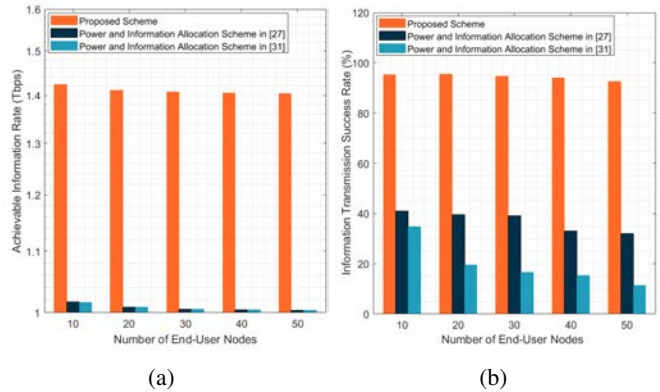 Proposed Scheme
Power and Information Allocation Scheme in [27]
Power and Information Allocation Scheme in [31]
Achievable Information Rate (Tbps)
1.6
1.5
1.4
1.3
1.2
1.1
1
10 20 30 40 50
Number of End-User Nodes
(a)
Proposed Scheme
Power and Information Allocation Scheme in [27]
Power and Information Allocation Scheme in [31]
Information Transmission Success Rate (%)
120
100
80
60
40
20
0
10 20 30 40 50
Number of End-User Nodes
(b)